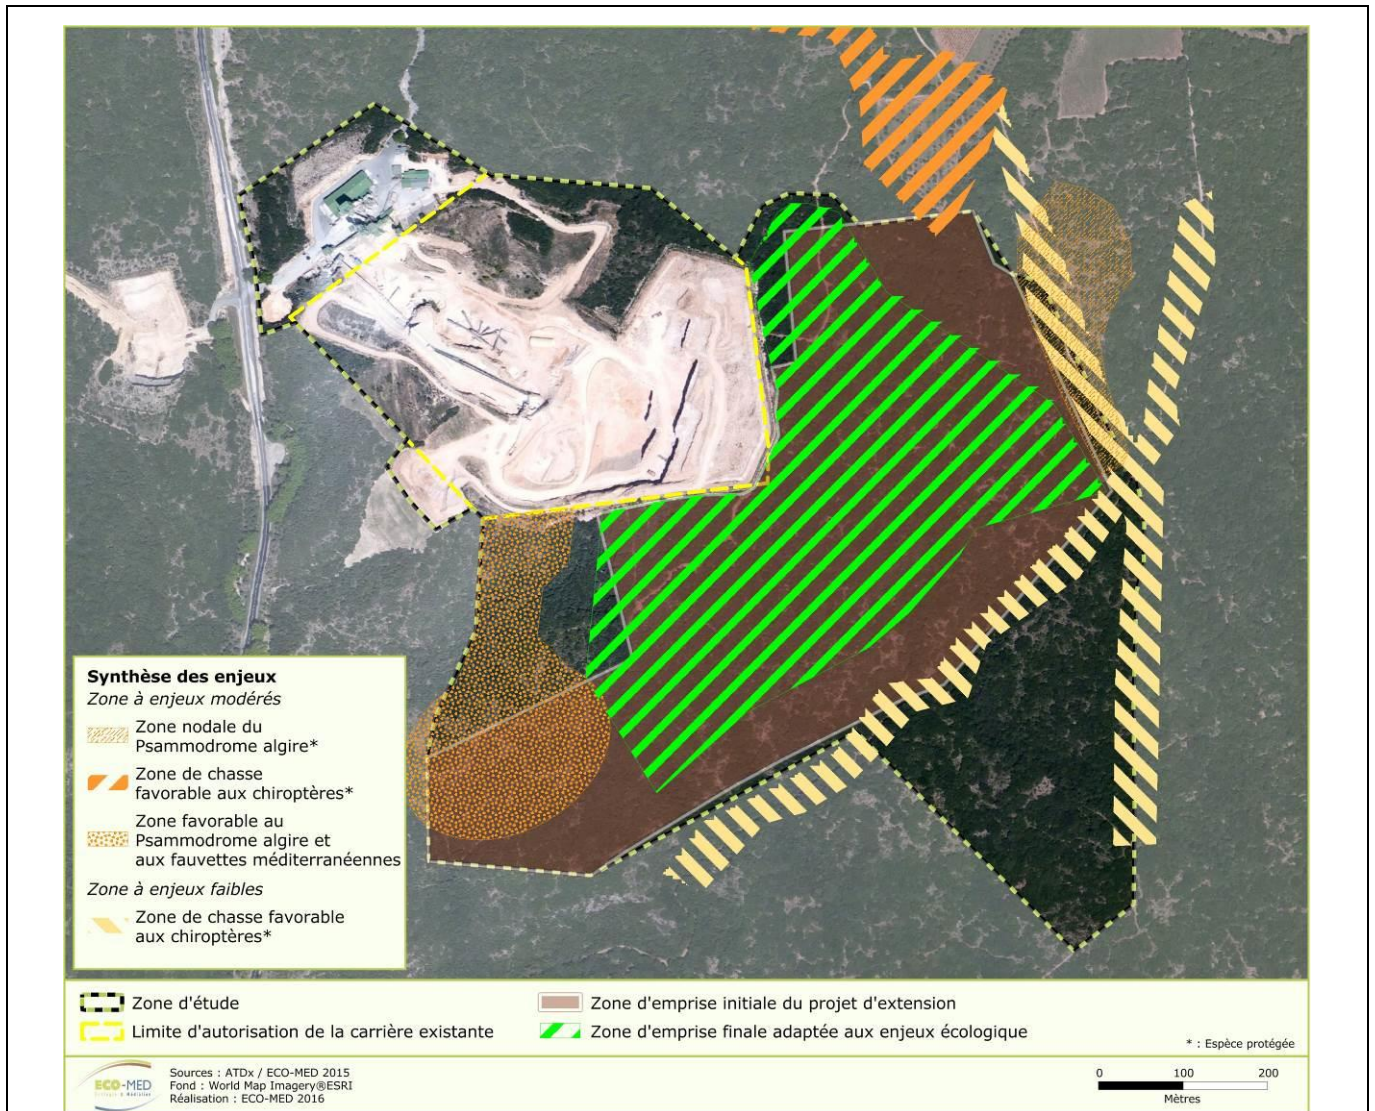 Synthèse des enjeux
Zone à enjeux modérés
Zone nodale du
Psammodrome algire*
Zone de chasse
favorable aux chiroptères*
Zone favorable au
Psammodrome algire et
aux fauvettes méditerranéennes
Zone à enjeux faibles
Zone de chasse favorable
aux chiroptères*
Zone d'étude
Limite d'autorisation de la carrière existante
Zone d'emprise initiale du projet d'extension
Zone d'emprise finale adaptée aux enjeux écologique
* : Espèce protégée
ECO-MED
Ecologie & Médiation
Sources : ATDx / ECO-MED 2015
Fond : World Map Imagery®ESRI
Réalisation : ECO-MED 2016
0 100 200
Mètres